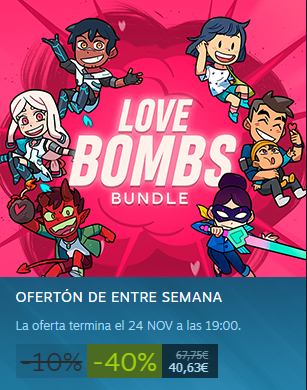 LOVE
BOMBS
BUNDLE
OFERTÓN DE ENTRE SEMANA
La oferta termina el 24 NOV a las 19:00.
-10% -40% 67,75€
40,63€